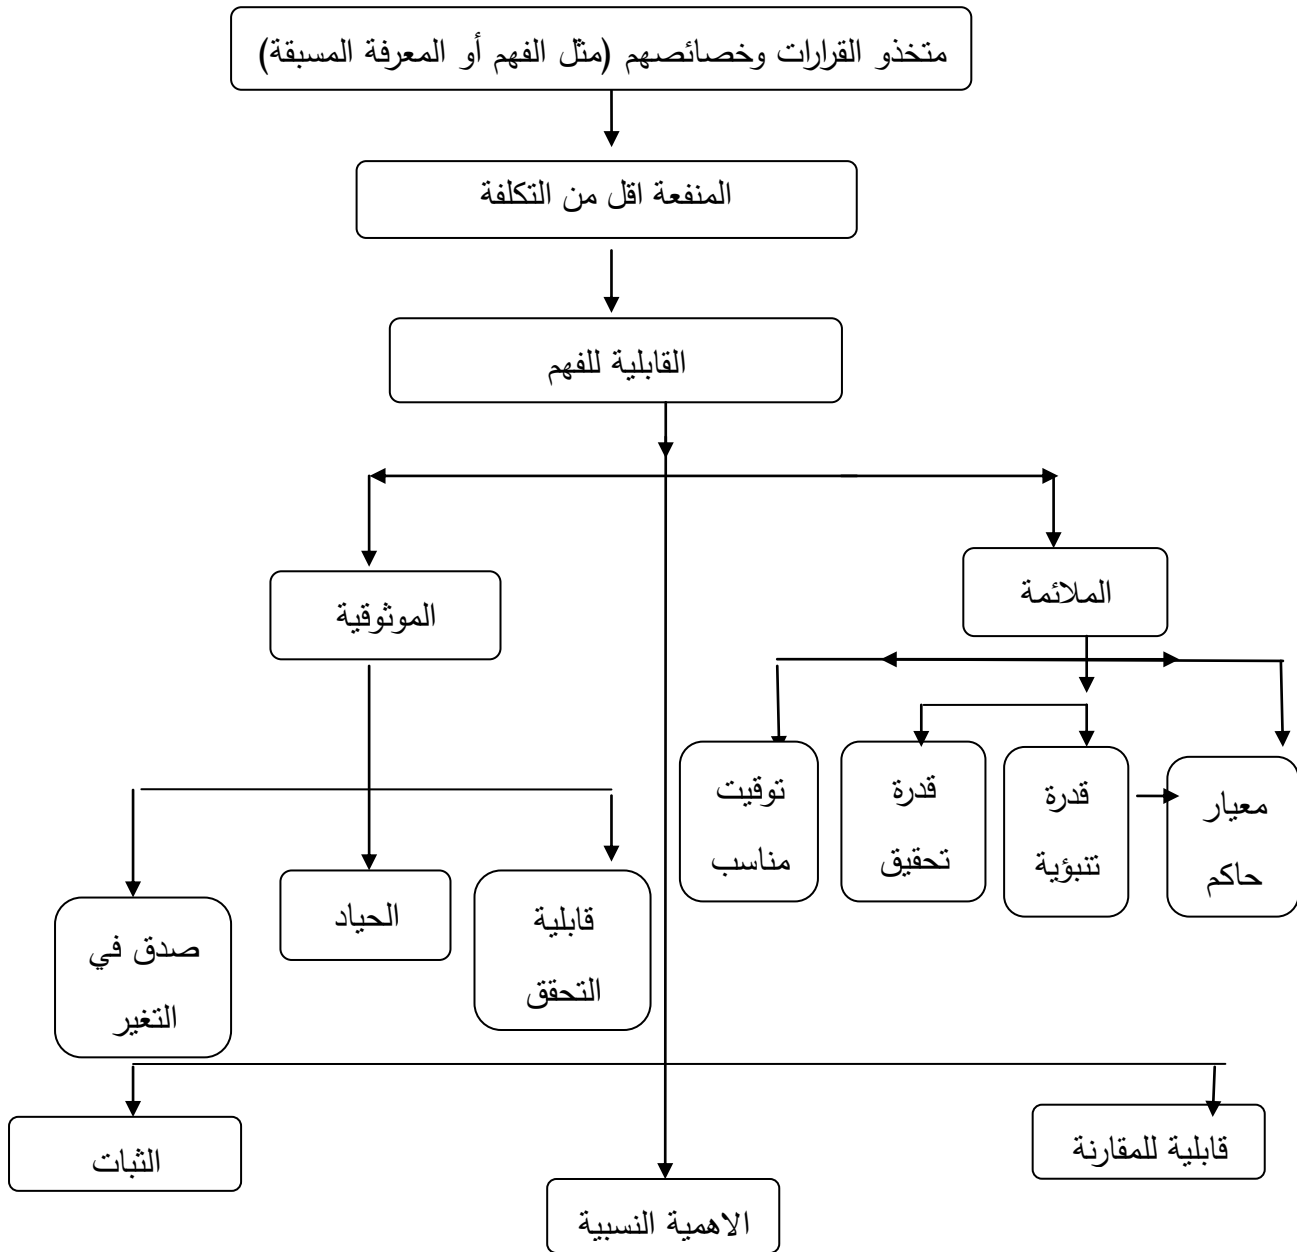 متخذو القرارات وخصائصهم (مثل الفهم أو المعرفة المسبقة)
المنفعة اقل من التكلفة
القابلية للفهم
الملائمة
الموثوقية
معيار
حاكم
قدرة
تنبؤية
قدرة
تحقيق
توقيت
مناسب
قابلية
التحقق
الحياد
صدق في
التغير
قابلية للمقارنة
الثبات
الاهمية النسبية